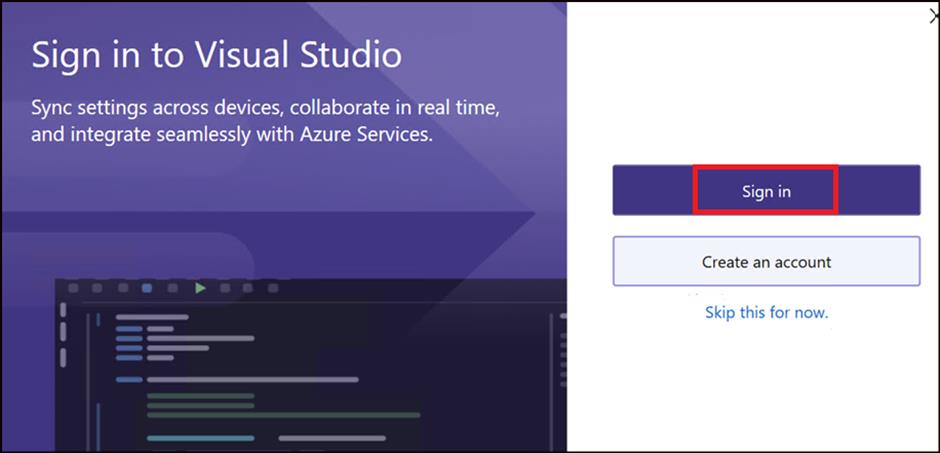 Sign in to Visual Studio
Sync settings across devices, collaborate in real time,
and integrate seamlessly with Azure Services.
Sign in
Create an account
Skip this for now.